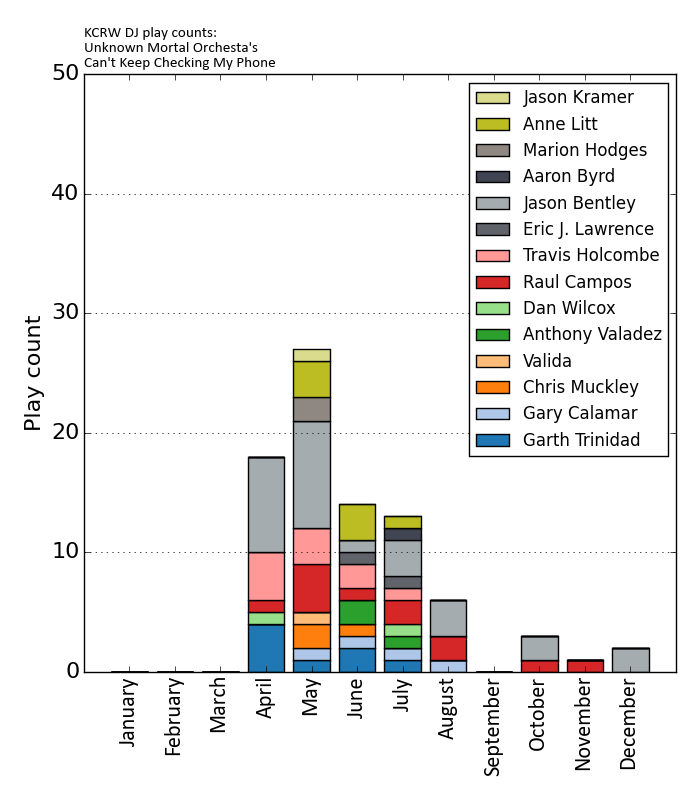 KCRW DJ play counts:
Unknown Mortal Orchesta's
Can't Keep Checking My Phone
50
40
30
20
10
0
Play count
Jason Kramer
Anne Litt
Marion Hodges
Aaron Byrd
Jason Bentley
Eric J. Lawrence
Travis Holcombe
Raul Campos
Dan Wilcox
Anthony Valadez
Valida
Chris Muckley
Gary Calamar
Garth Trinidad
January
February
March
April
May
June
July
August
September
October
November
December